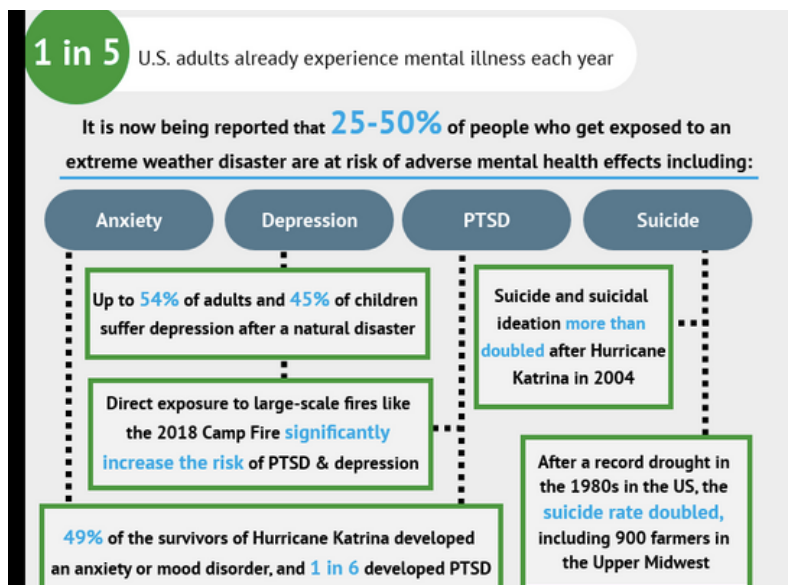 1 in 5
U.S. adults already experience mental illness each year
It is now being reported that 25-50% of people who get exposed to an
extreme weather disaster are at risk of adverse mental health effects including:
Anxiety
Depression
PTSD
Suicide
Up to 54% of adults and 45% of children
suffer depression after a natural disaster
Suicide and suicidal
ideation more than
doubled after Hurricane
Katrina in 2004
Direct exposure to large-scale fires like
the 2018 Camp Fire significantly
increase the risk of PTSD & depression
After a record drought in
the 1980s in the US, the
suicide rate doubled,
including 900 farmers in
the Upper Midwest
49% of the survivors of Hurricane Katrina developed
an anxiety or mood disorder, and 1 in 6 developed PTSD